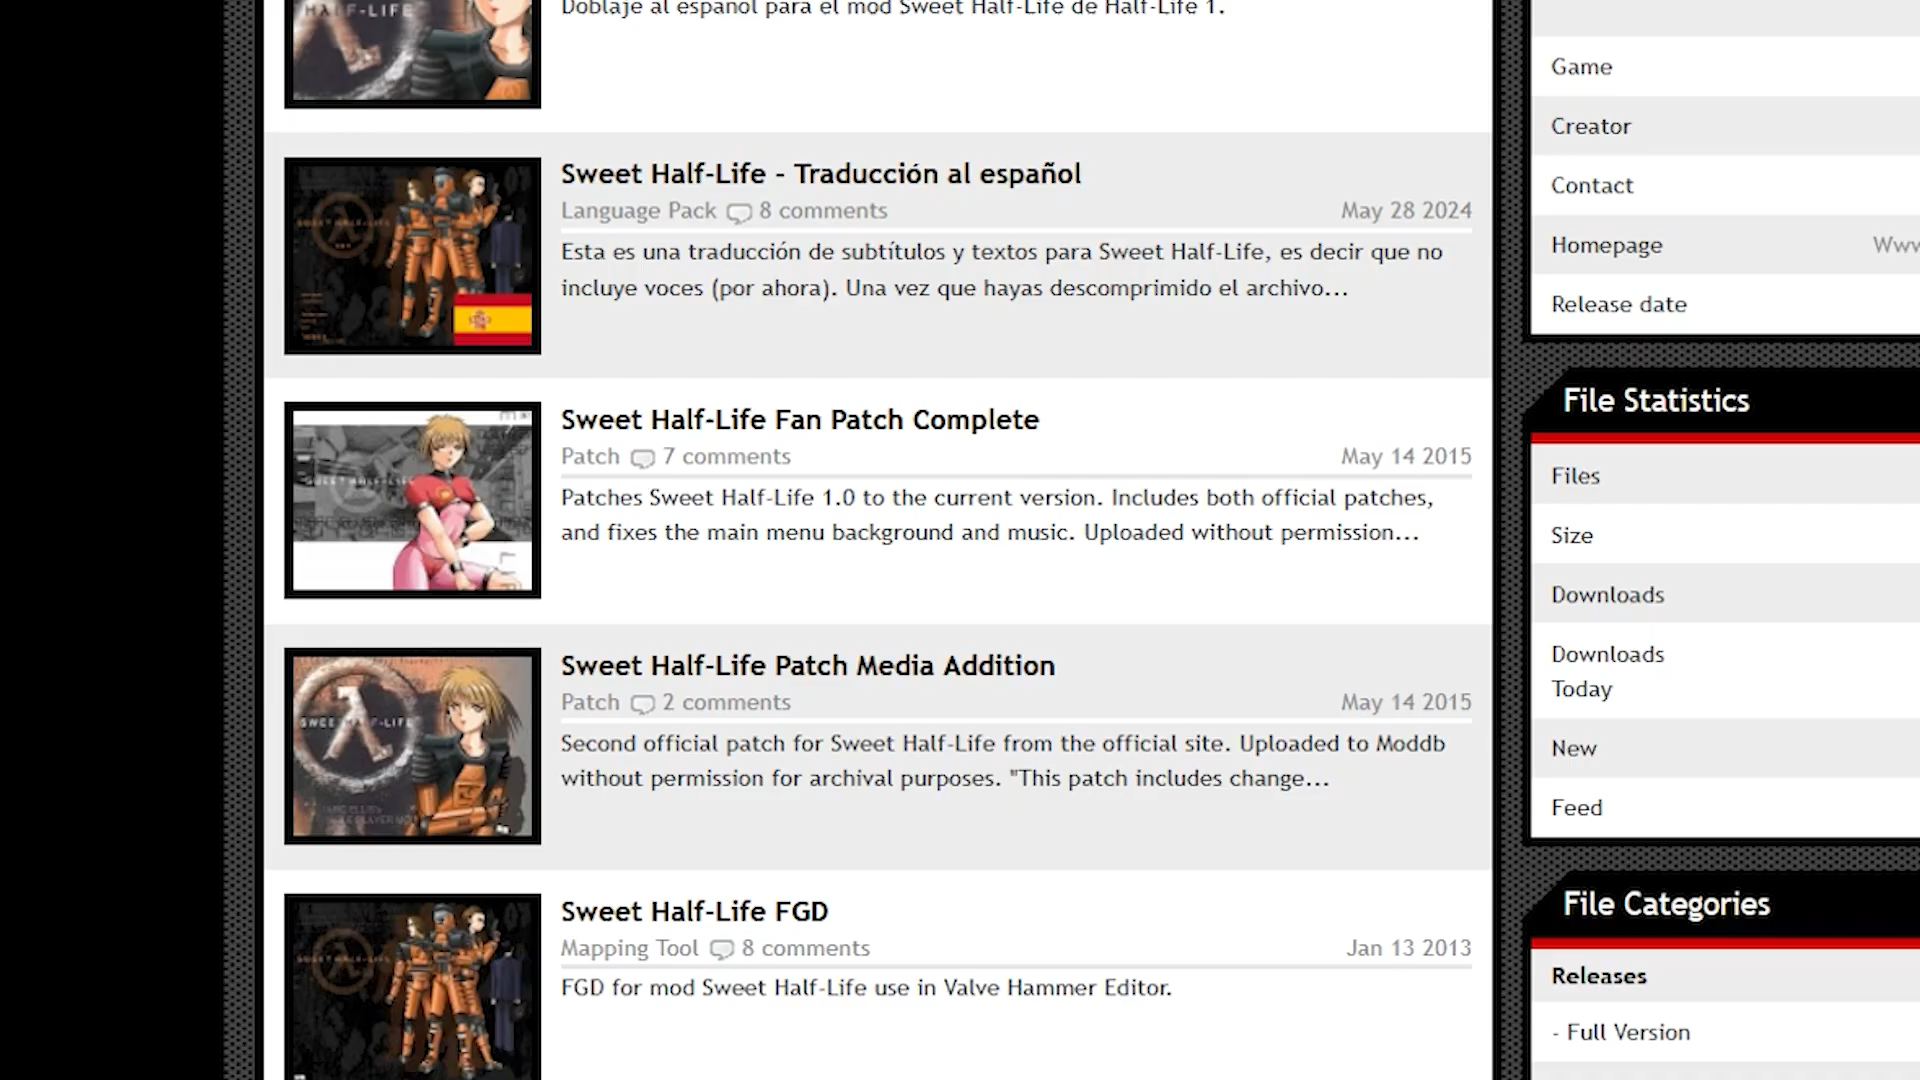 HALF-LIFE
Doblaje al español para el mod Sweet Half-Life de Half-Life 1.
Sweet Half-Life - Traducción al español
Language Pack 8 comments May 28 2024
Esta es una traducción de subtítulos y textos para Sweet Half-Life, es decir que no
incluye voces (por ahora). Una vez que hayas descomprimido el archivo...
Sweet Half-Life Fan Patch Complete
Patch 7 comments May 14 2015
Patches Sweet Half-Life 1.0 to the current version. Includes both official patches,
and fixes the main menu background and music. Uploaded without permission...
SWEET HALF-LIFE
Sweet Half-Life Patch Media Addition
Patch 2 comments May 14 2015
Second official patch for Sweet Half-Life from the official site. Uploaded to Moddb
without permission for archival purposes. "This patch includes change...
Sweet Half-Life FGD
Mapping Tool 8 comments Jan 13 2013
FGD for mod Sweet Half-Life use in Valve Hammer Editor.
Game
Creator
Contact
Homepage Www
Release date
File Statistics
Files
Size
Downloads
Downloads
Today
New
Feed
File Categories
Releases
- Full Version